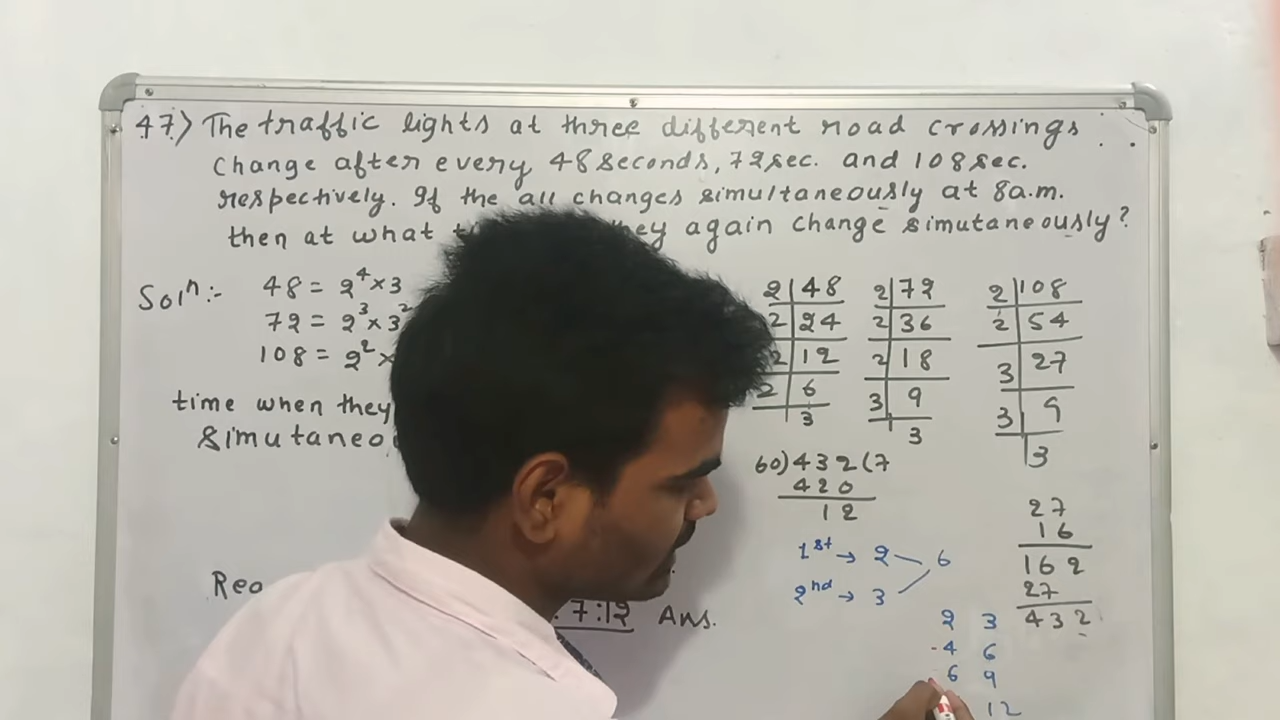 47) The traffic lights at three different road crossings
change after every 48 seconds, 72 sec. and 108 sec.
respectively. If the all changes simultaneously at 8 a.m.
then at what again change simutaneously?
Solⁿ:- 48 = 2⁴ × 3
72 = 2³ × 3²
108 = 2² ×
time when they
simutaneo
: 7:12 Ans.
2 | 48
2 | 24
2 | 12
2 | 6
3
2 | 72
2 | 36
2 | 18
3 | 9
3
2 | 108
2 | 54
3 | 27
3 | 9
3
60) 432 (7
420
12
1st → 2
2nd → 3
6
27
16
162
27
432
2 3
4 6
6 9
12